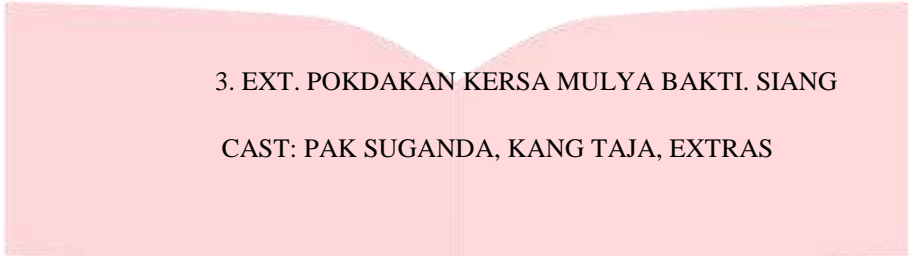 3. EXT. POKDAKAN KERSA MULYA BAKTI. SIANG
CAST: PAK SUGANDA, KANG TAJA, EXTRAS